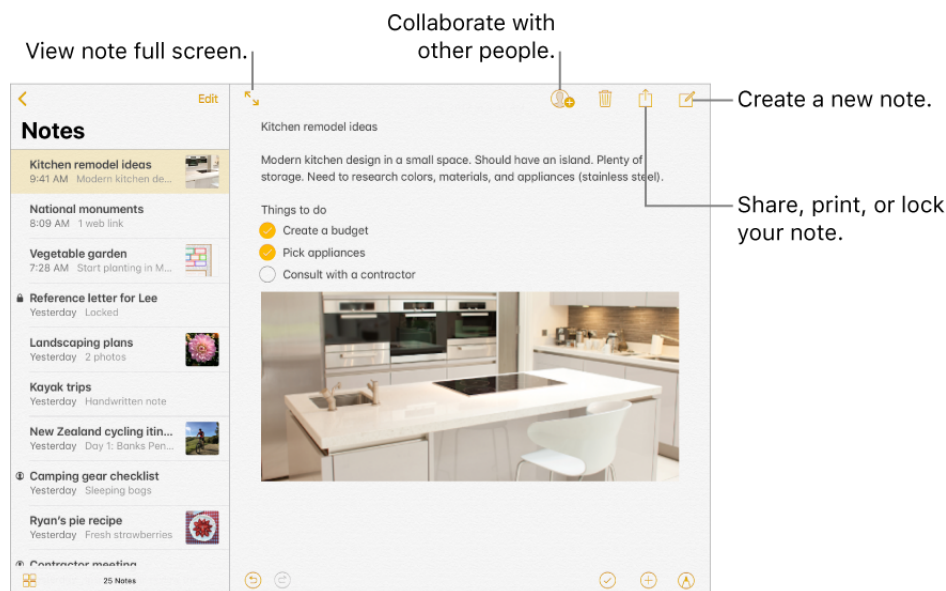 Collaborate with
other people.
View note full screen.
Edit
Create a new note.
Notes
Kitchen remodel ideas
9:41 AM Modern kitchen de...
National monuments
8:09 AM 1 web link
Vegetable garden
7:28 AM Start planting in M...
Reference letter for Lee
Yesterday Locked
Landscaping plans
Yesterday 2 photos
Kayak trips
Yesterday Handwritten note
New Zealand cycling itin...
Yesterday Day 1: Banks Pen...
Camping gear checklist
Yesterday Sleeping bogs
Ryan's pie recipe
Yesterday Fresh strawberries
Contractor meeting
25 Notes
Kitchen remodel ideas
Modern kitchen design in a small space. Should have an island. Plenty of
storage. Need to research colors, materials, and appliances (stainless steel).
Things to do
Create a budget
Pick appliances
Consult with a contractor
Share, print, or lock
your note.